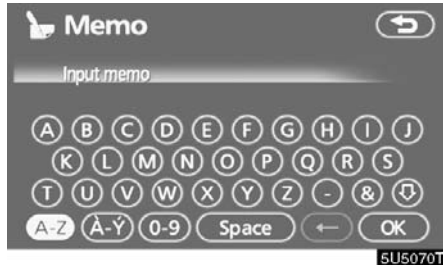 Memo
Input memo
A B C D E F G H I J
K L M N O P Q R S
T U V W X Y Z - &
A-Z À-Ý 0-9 Space ← OK
5U5070T